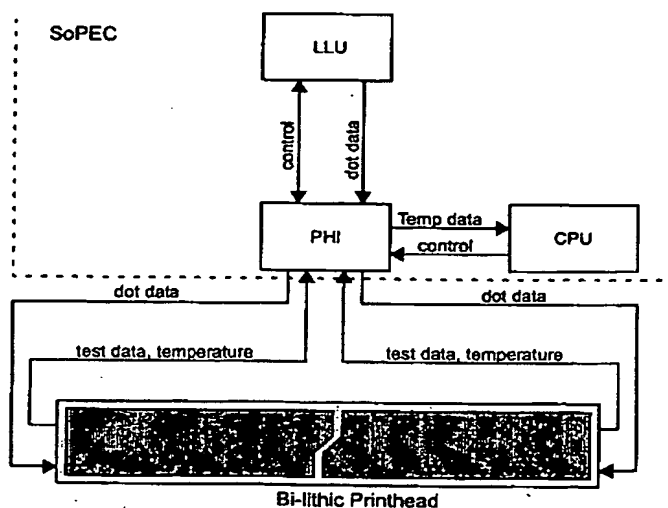 SoPEC
LLU
control
dot data
PHI
Temp data
control
CPU
dot data
dot data
test data, temperature
test data, temperature
Bi-lithic Printhead